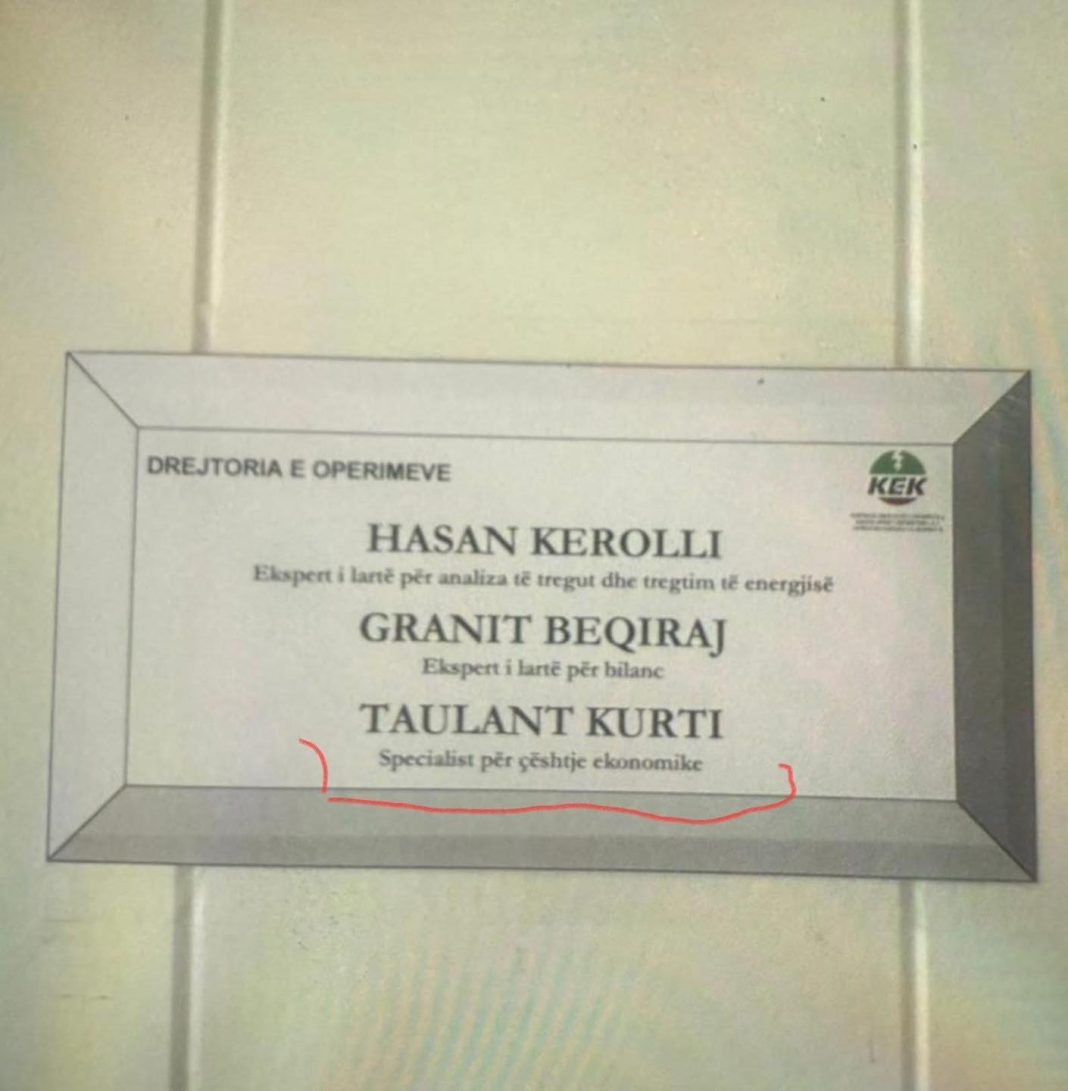 DREJTORIA E OPERIMEVE
KEK
HASAN KEROLLI
Ekspert i lartë për analiza të tregut dhe tregtim të energjisë
GRANIT BEQIRAJ
Ekspert i lartë për bilanc
TAULANT KURTI
Specialist për çështje ekonomike